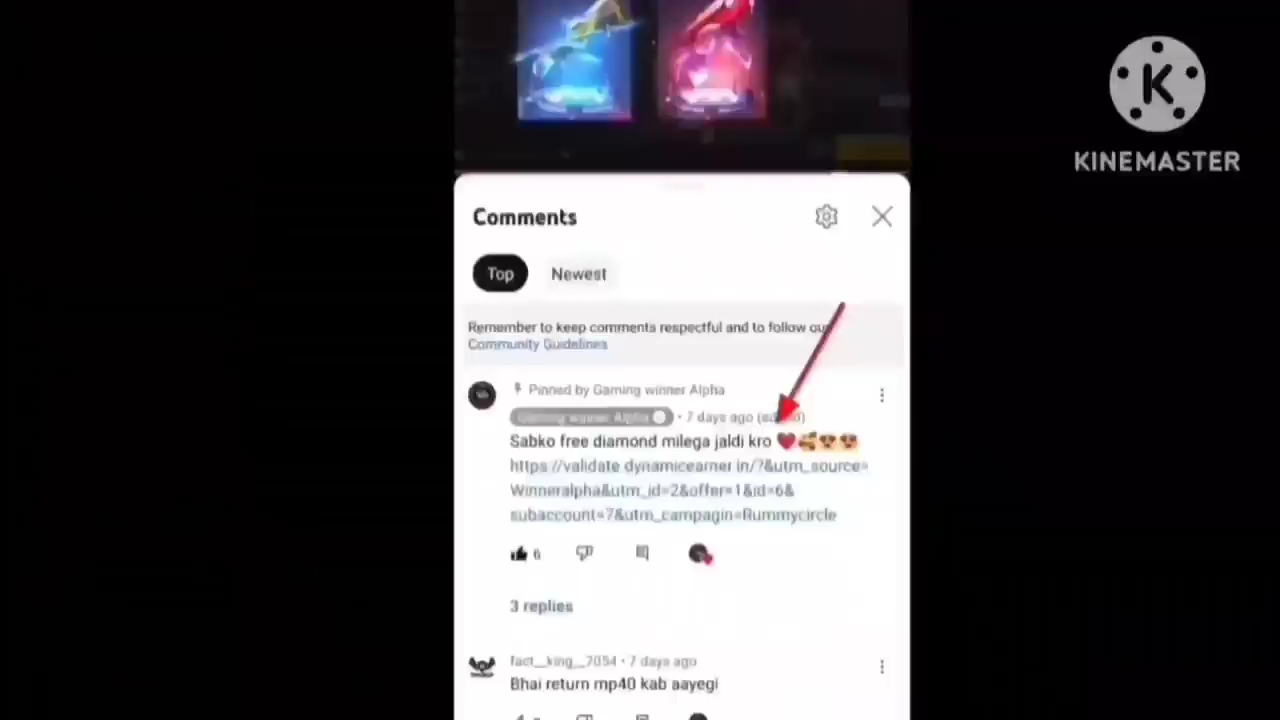 KINEMASTER
Comments
Top
Newest
Remember to keep comments respectful and to follow our
Community Guidelines
Pinned by Gaming winner Alpha
Gaming winner Alpha • 7 days ago (edited)
Sabko free diamond milega jaldi kro ❤️🥰😍😍
https://validate.dynamicearner.in/?&utm_source=
Winneralpha&utm_id=2&offer=1&id=6&
subaccount=7&utm_campagin=Rummycircle
6
3 replies
fact__king__7054 • 7 days ago
Bhai return mp40 kab aayegi